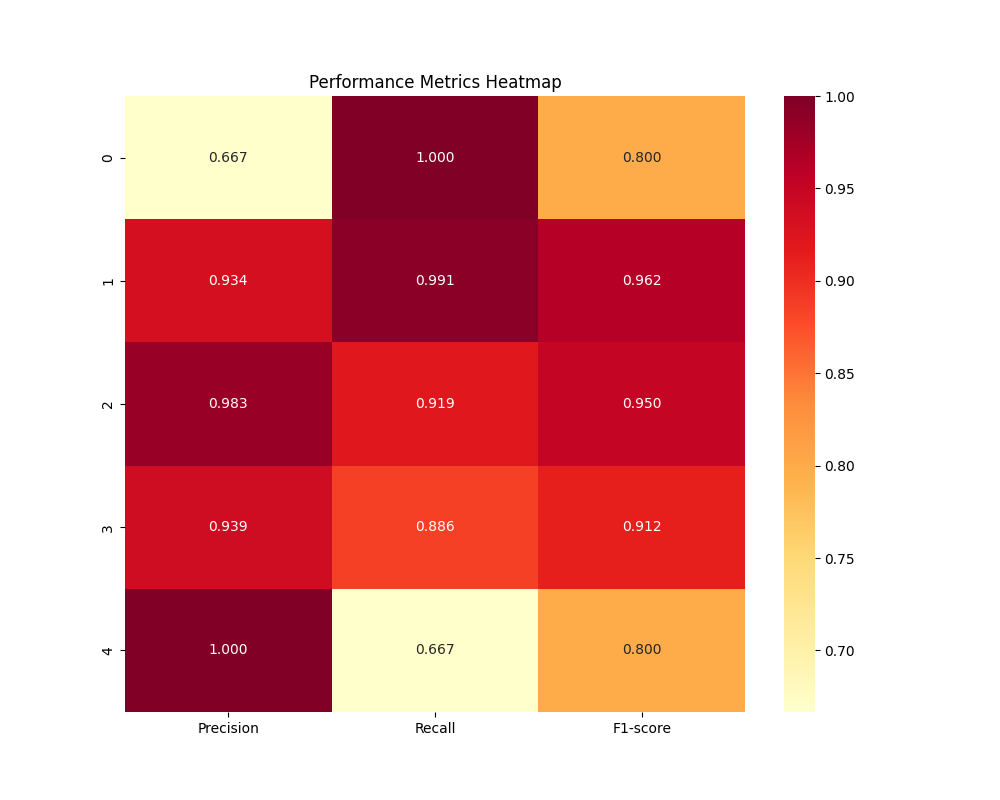 Performance Metrics Heatmap
0 0.667 1.000 0.800
1 0.934 0.991 0.962
2 0.983 0.919 0.950
3 0.939 0.886 0.912
4 1.000 0.667 0.800
Precision Recall F1-score
1.00
0.95
0.90
0.85
0.80
0.75
0.70